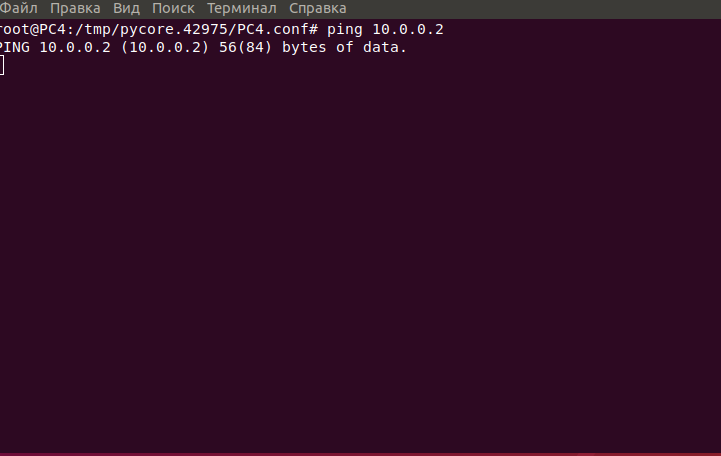 Файл Правка Вид Поиск Терминал Справка
root@PC4:/tmp/pycore.42975/PC4.conf# ping 10.0.0.2
PING 10.0.0.2 (10.0.0.2) 56(84) bytes of data.